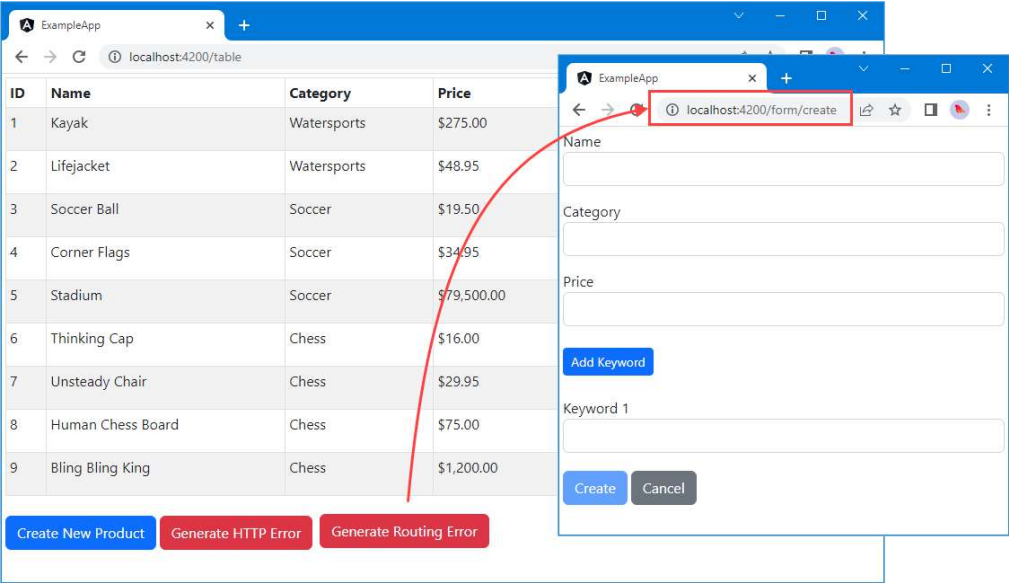 ExampleApp
localhost:4200/table
ID Name Category Price
1 Kayak Watersports $275.00
2 Lifejacket Watersports $48.95
3 Soccer Ball Soccer $19.50
4 Corner Flags Soccer $34.95
5 Stadium Soccer $79,500.00
6 Thinking Cap Chess $16.00
7 Unsteady Chair Chess $29.95
8 Human Chess Board Chess $75.00
9 Bling Bling King Chess $1,200.00
Create New Product Generate HTTP Error Generate Routing Error
ExampleApp
localhost:4200/form/create
Name
Category
Price
Add Keyword
Keyword 1
Create Cancel